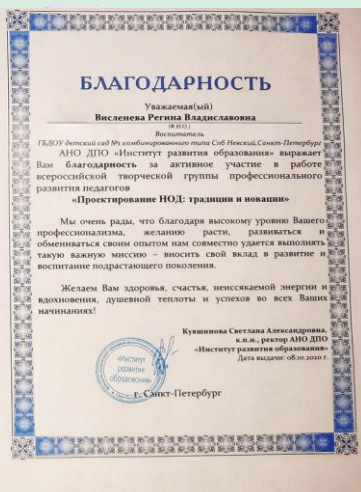 БЛАГОДАРНОСТЬ
Уважаемая(ый)
Висленева Регина Владиславовна
(Ф.И.О.)
Воспитатель
ГБДОУ детский сад №1 комбинированного типа Спб Невский,Санкт-Петербург
АНО ДПО «Институт развития образования» выражает
Вам благодарность за активное участие в работе
всероссийской творческой группы профессионального
развития педагогов
«Проектирование НОД: традиции и новации»
Мы очень рады, что благодаря высокому уровню Вашего
профессионализма, желанию расти, развиваться и
обмениваться своим опытом нам совместно удается выполнять
такую важную миссию – вносить свой вклад в развитие и
воспитание подрастающего поколения.
Желаем Вам здоровья, счастья, неиссякаемой энергии и
вдохновения, душевной теплоты и успехов во всех Ваших
начинаниях!
Кувшинова Светлана Александровна,
к.п.н., ректор АНО ДПО
«Институт развития образования»
Дата выдачи: 08.10.2020 г.
«Институт
развития
образования»
г. Санкт-Петербург